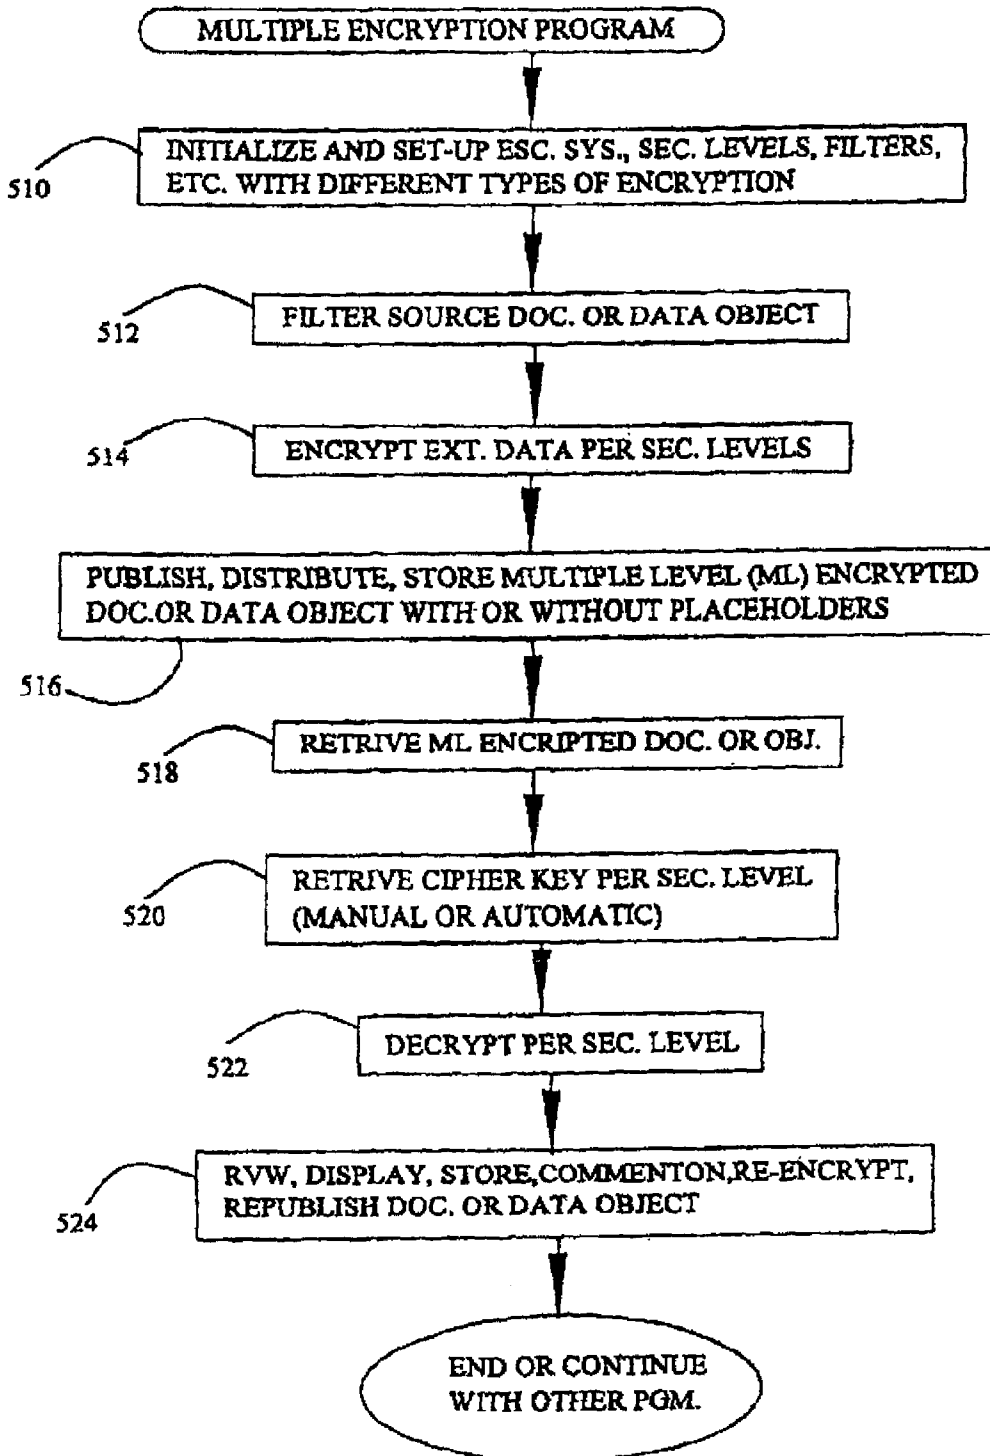 MULTIPLE ENCRYPTION PROGRAM
510
INITIALIZE AND SET-UP ESC. SYS., SEC. LEVELS, FILTERS,
ETC. WITH DIFFERENT TYPES OF ENCRYPTION
512
FILTER SOURCE DOC. OR DATA OBJECT
514
ENCRYPT EXT. DATA PER SEC. LEVELS
PUBLISH, DISTRIBUTE, STORE MULTIPLE LEVEL (ML) ENCRYPTED
DOC.OR DATA OBJECT WITH OR WITHOUT PLACEHOLDERS
516
RETRIVE ML ENCRIPTED DOC. OR OBJ.
518
RETRIVE CIPHER KEY PER SEC. LEVEL
(MANUAL OR AUTOMATIC)
520
DECRYPT PER SEC. LEVEL
522
RVW, DISPLAY, STORE,COMMENTON,RE-ENCRYPT,
REPUBLISH DOC. OR DATA OBJECT
524
END OR CONTINUE
WITH OTHER PGM.